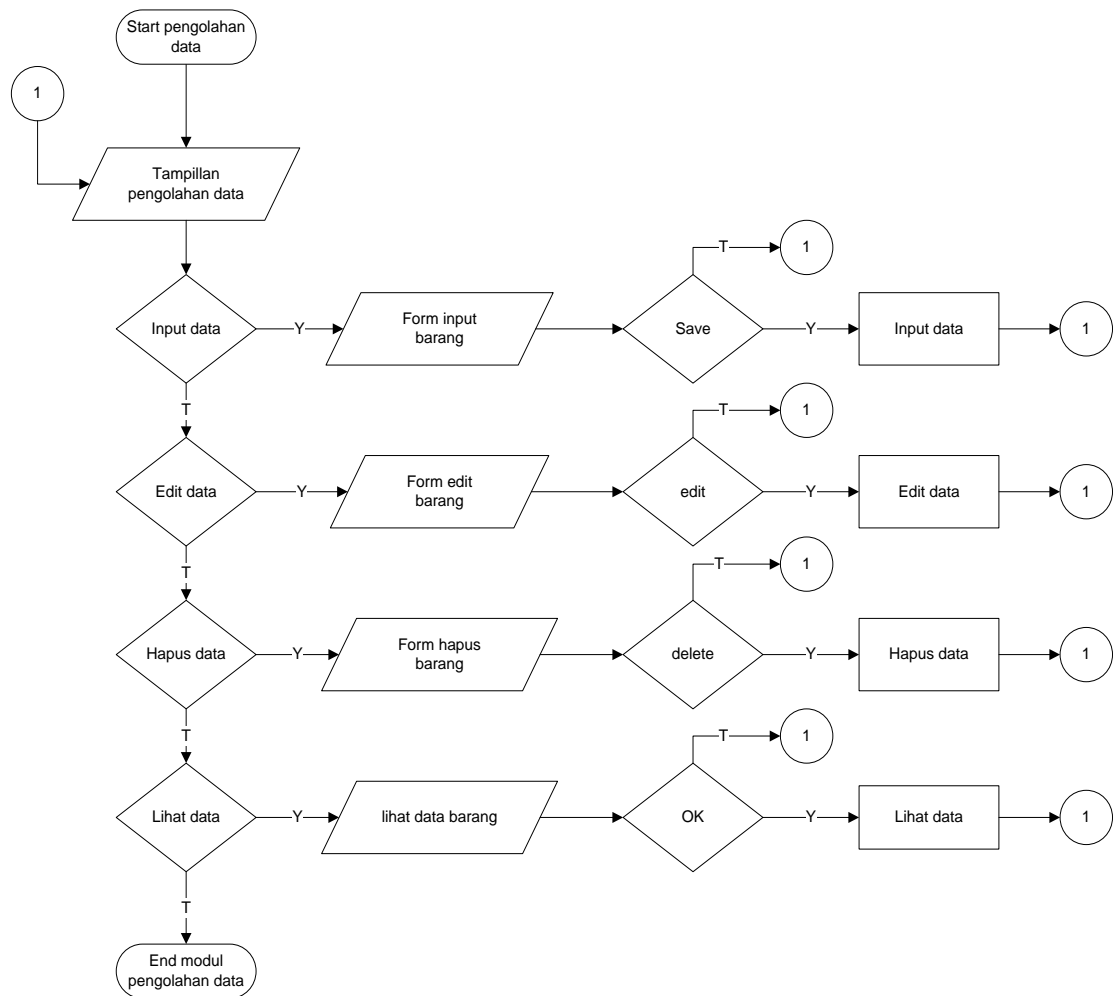 Start pengolahan
data
1
Tampillan
pengolahan data
T
1
Input data
Y
Form input
barang
Save
Y
Input data
1
T
T
1
Edit data
Y
Form edit
barang
edit
Y
Edit data
1
T
T
1
Hapus data
Y
Form hapus
barang
delete
Y
Hapus data
1
T
T
1
Lihat data
Y
lihat data barang
OK
Y
Lihat data
1
T
End modul
pengolahan data